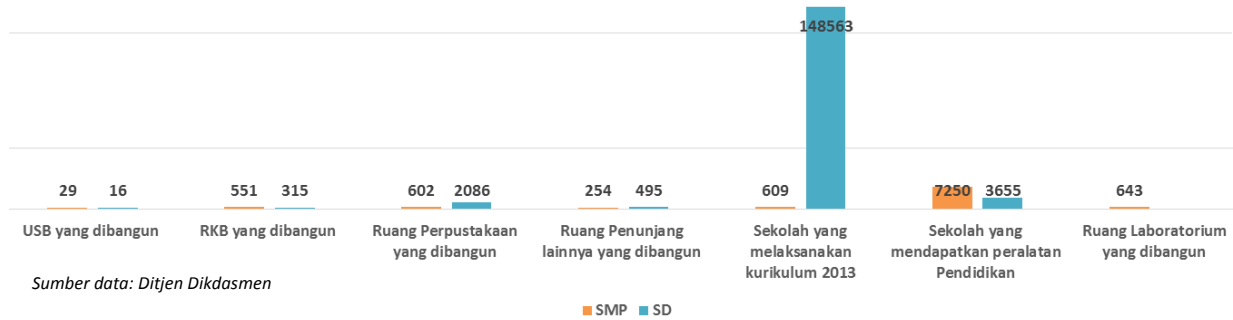 148563
29 16 551 315 602 2086 254 495 609 7250 3655 643
USB yang dibangun
RKB yang dibangun
Ruang Perpustakaan
yang dibangun
Ruang Penunjang
lainnya yang dibangun
Sekolah yang
melaksanakan
kurikulum 2013
Sekolah yang
mendapatkan peralatan
Pendidikan
Ruang Laboratorium
yang dibangun
Sumber data: Ditjen Dikdasmen
SMP SD